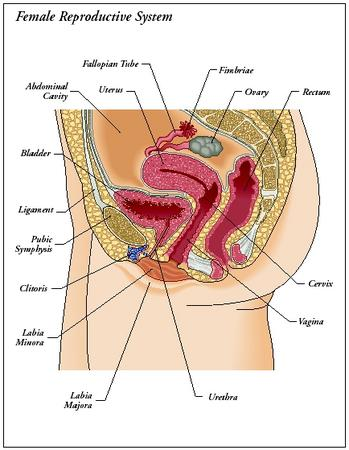 Female Reproductive System
Fallopian Tube
Fimbriae
Abdominal
Cavity
Uterus
Ovary
Rectum
Bladder
Ligament
Pubic
Symphysis
Clitoris
Cervix
Vagina
Labia
Minora
Labia
Majora
Urethra